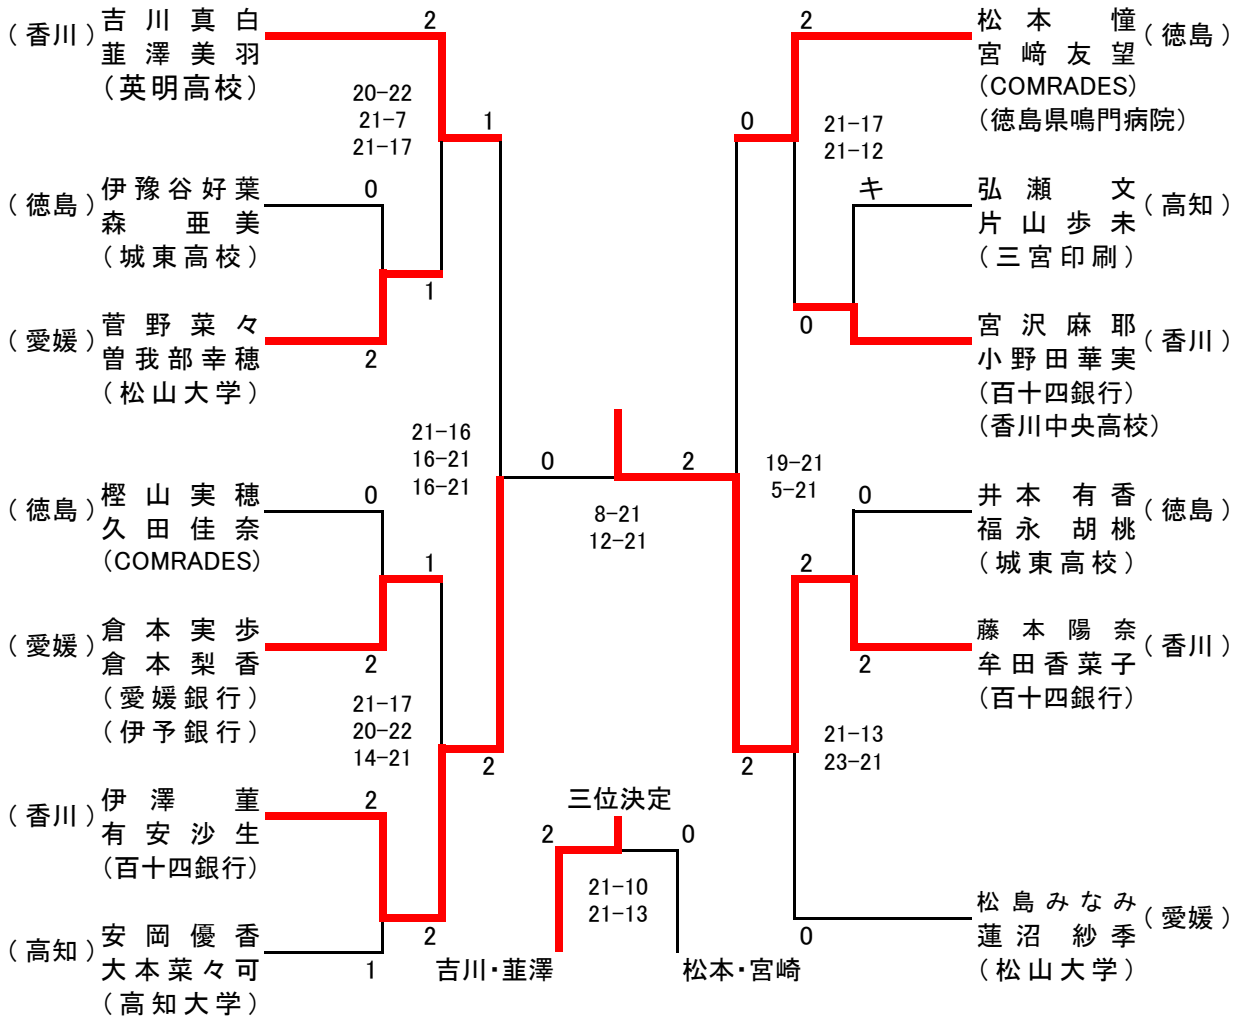 (香川) 吉川真白
韮澤美羽
(英明高校)
2
20-22
21-7
21-17
1
(徳島) 伊豫谷好葉
森 亜美
(城東高校)
0
1
(愛媛) 菅野菜々
曽我部幸穂
(松山大学)
2
21-16
16-21
16-21
(徳島) 樫山実穂
久田佳奈
(COMRADES)
0
1
(愛媛) 倉本実歩
倉本梨香
(愛媛銀行)
(伊予銀行)
2
21-17
20-22
14-21
2
(香川) 伊澤 菫
有安沙生
(百十四銀行)
2
2
(高知) 安岡優香
大本菜々可
(高知大学)
1
0
2
8-21
12-21
2
松本 憧 (徳島)
宮﨑友望
(COMRADES)
(徳島県鳴門病院)
0
21-17
21-12
キ
弘瀬 文 (高知)
片山歩未
(三宮印刷)
0
宮沢麻耶 (香川)
小野田華実
(百十四銀行)
(香川中央高校)
19-21
5-21
0
井本有香 (徳島)
福永胡桃
(城東高校)
2
2
藤本陽奈 (香川)
牟田香菜子
(百十四銀行)
21-13
23-21
2
0
松島みなみ (愛媛)
蓮沼紗季
(松山大学)
三位決定
2
0
21-10
21-13
吉川・韮澤
松本・宮崎